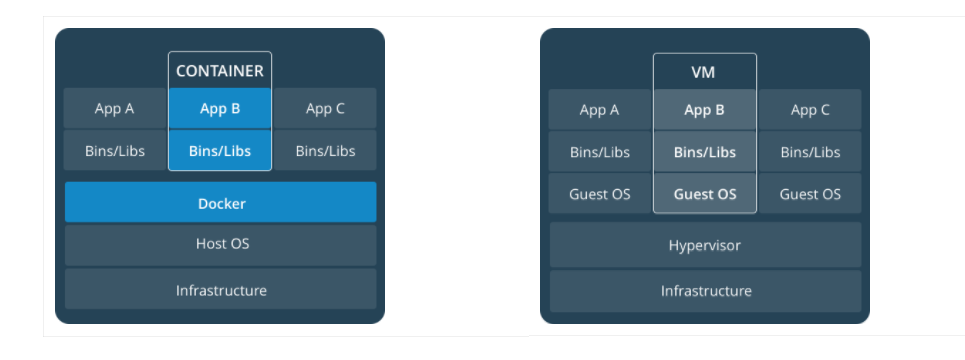 CONTAINER
App A App B App C
Bins/Libs Bins/Libs Bins/Libs
Docker
Host OS
Infrastructure
VM
App A App B App C
Bins/Libs Bins/Libs Bins/Libs
Guest OS Guest OS Guest OS
Hypervisor
Infrastructure